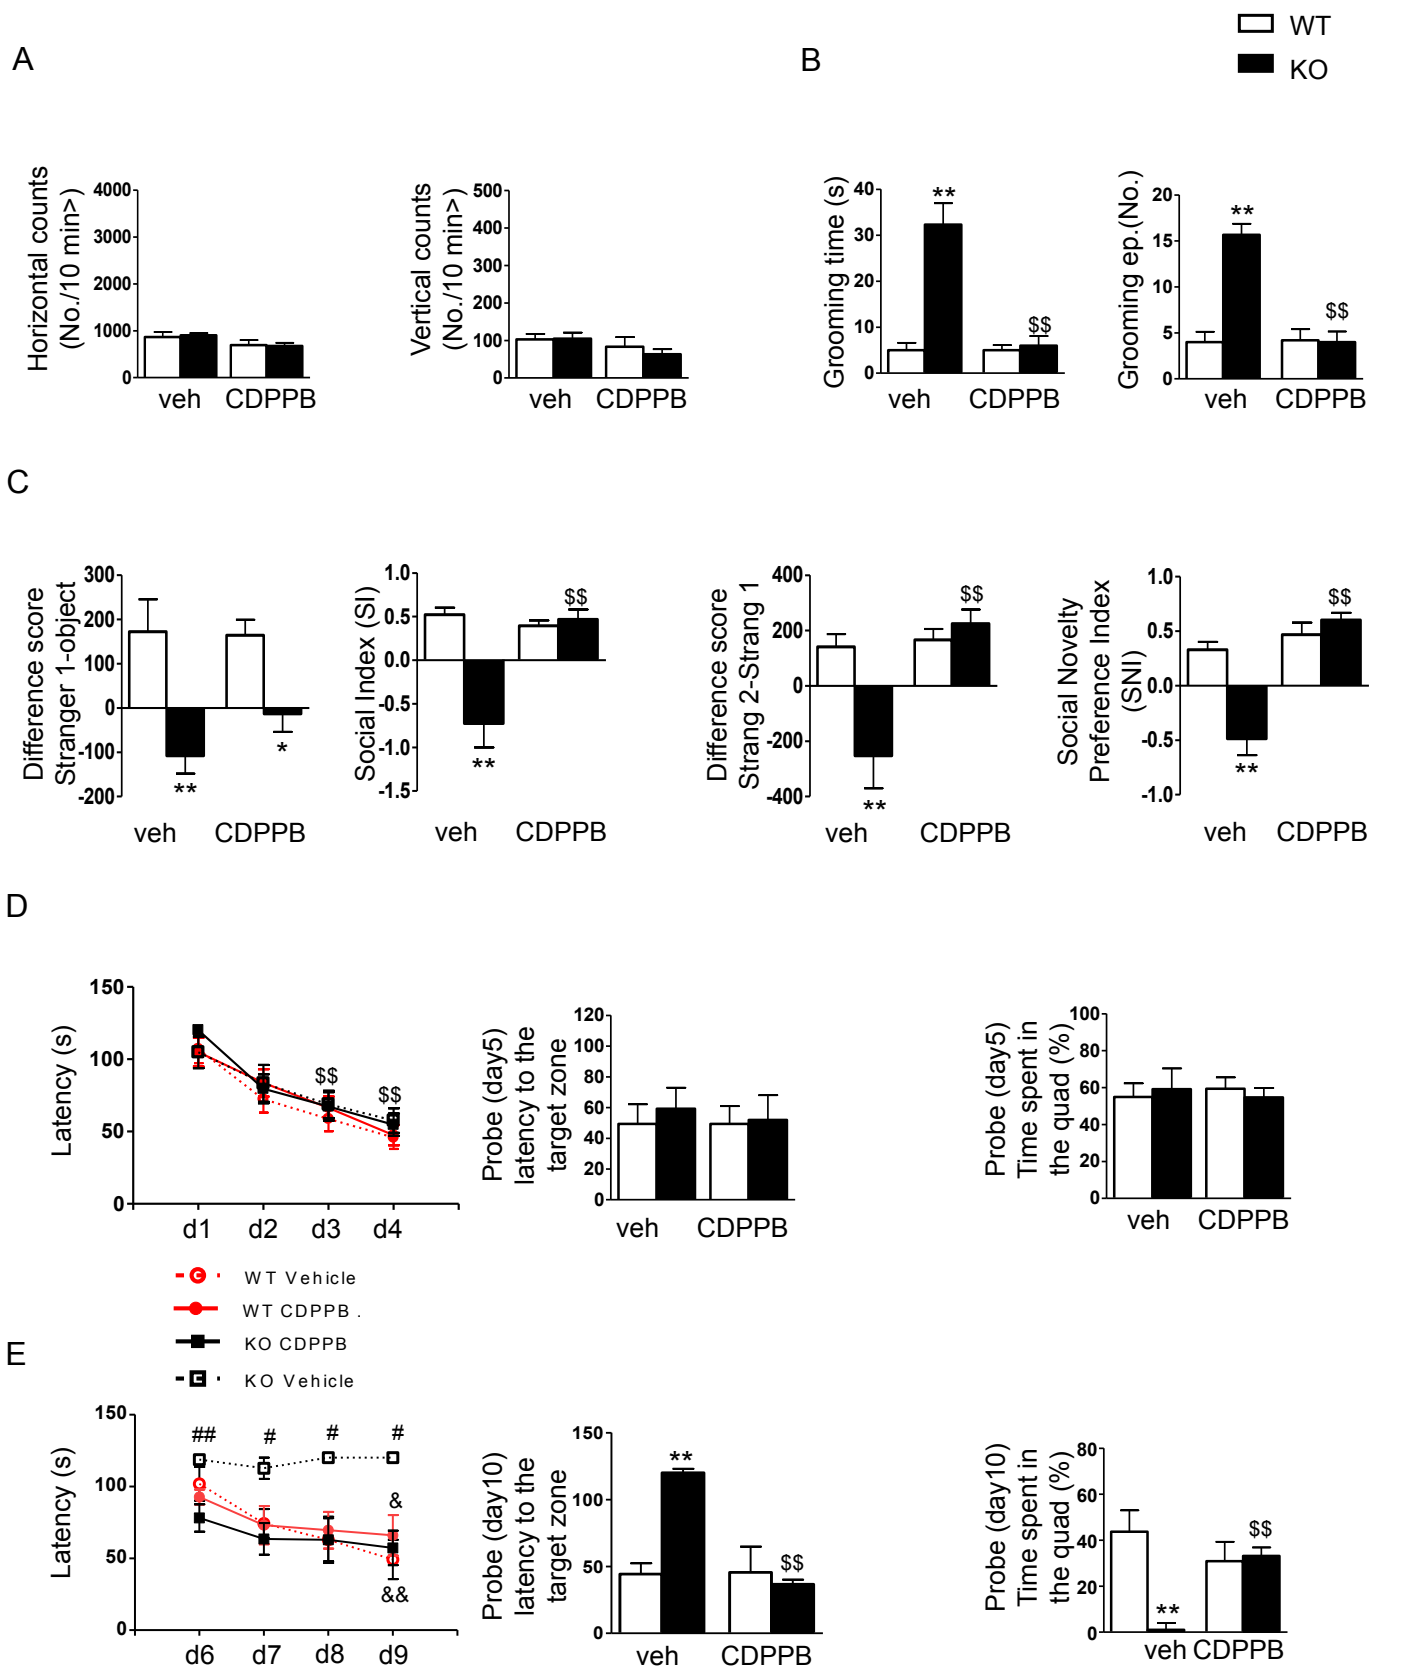 WT
KO
A
B
Horizontal counts
(No./10 min>)
4000
3000
2000
1000
0
veh CDPPB
Vertical counts
(No./10 min>)
500
400
300
200
100
0
veh CDPPB
Grooming time (s)
40
30
20
10
0
**
$$
veh CDPPB
Grooming ep.(No.)
20
15
10
5
0
**
$$
veh CDPPB
C
Difference score
Stranger 1-object
300
200
100
0
-100
-200
**
*
veh CDPPB
Social Index (SI)
1.0
0.5
0.0
-0.5
-1.0
-1.5
**
$$
veh CDPPB
Difference score
Strang 2-Strang 1
400
200
0
-200
-400
**
$$
veh CDPPB
Social Novelty
Preference Index
(SNI)
1.0
0.5
0.0
-0.5
-1.0
**
$$
veh CDPPB
D
Latency (s)
150
100
50
0
$$
$$
d1 d2 d3 d4
Probe (day5)
latency to the
target zone
120
100
80
60
40
20
0
veh CDPPB
Probe (day5)
Time spent in
the quad (%)
100
80
60
40
20
0
veh CDPPB
WT Vehicle
WT CDPPB .
KO CDPPB
KO Vehicle
E
Latency (s)
150
100
50
0
## # # #
&
&&
d6 d7 d8 d9
Probe (day10)
latency to the
target zone
150
100
50
0
**
$$
veh CDPPB
Probe (day10)
Time spent in
the quad (%)
80
60
40
20
0
**
$$
veh CDPPB